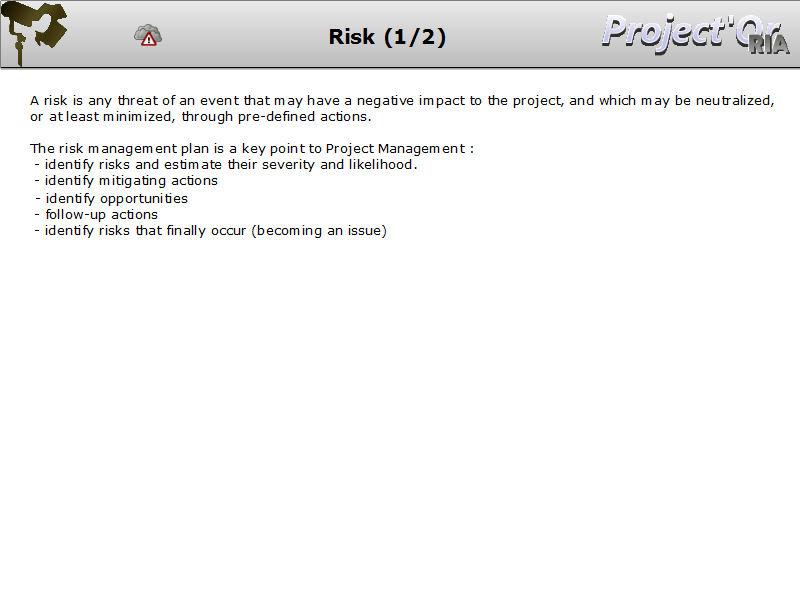 Risk (1/2)
Project'Or
RIA
A risk is any threat of an event that may have a negative impact to the project, and which may be neutralized,
or at least minimized, through pre-defined actions.
The risk management plan is a key point to Project Management :
- identify risks and estimate their severity and likelihood.
- identify mitigating actions
- identify opportunities
- follow-up actions
- identify risks that finally occur (becoming an issue)